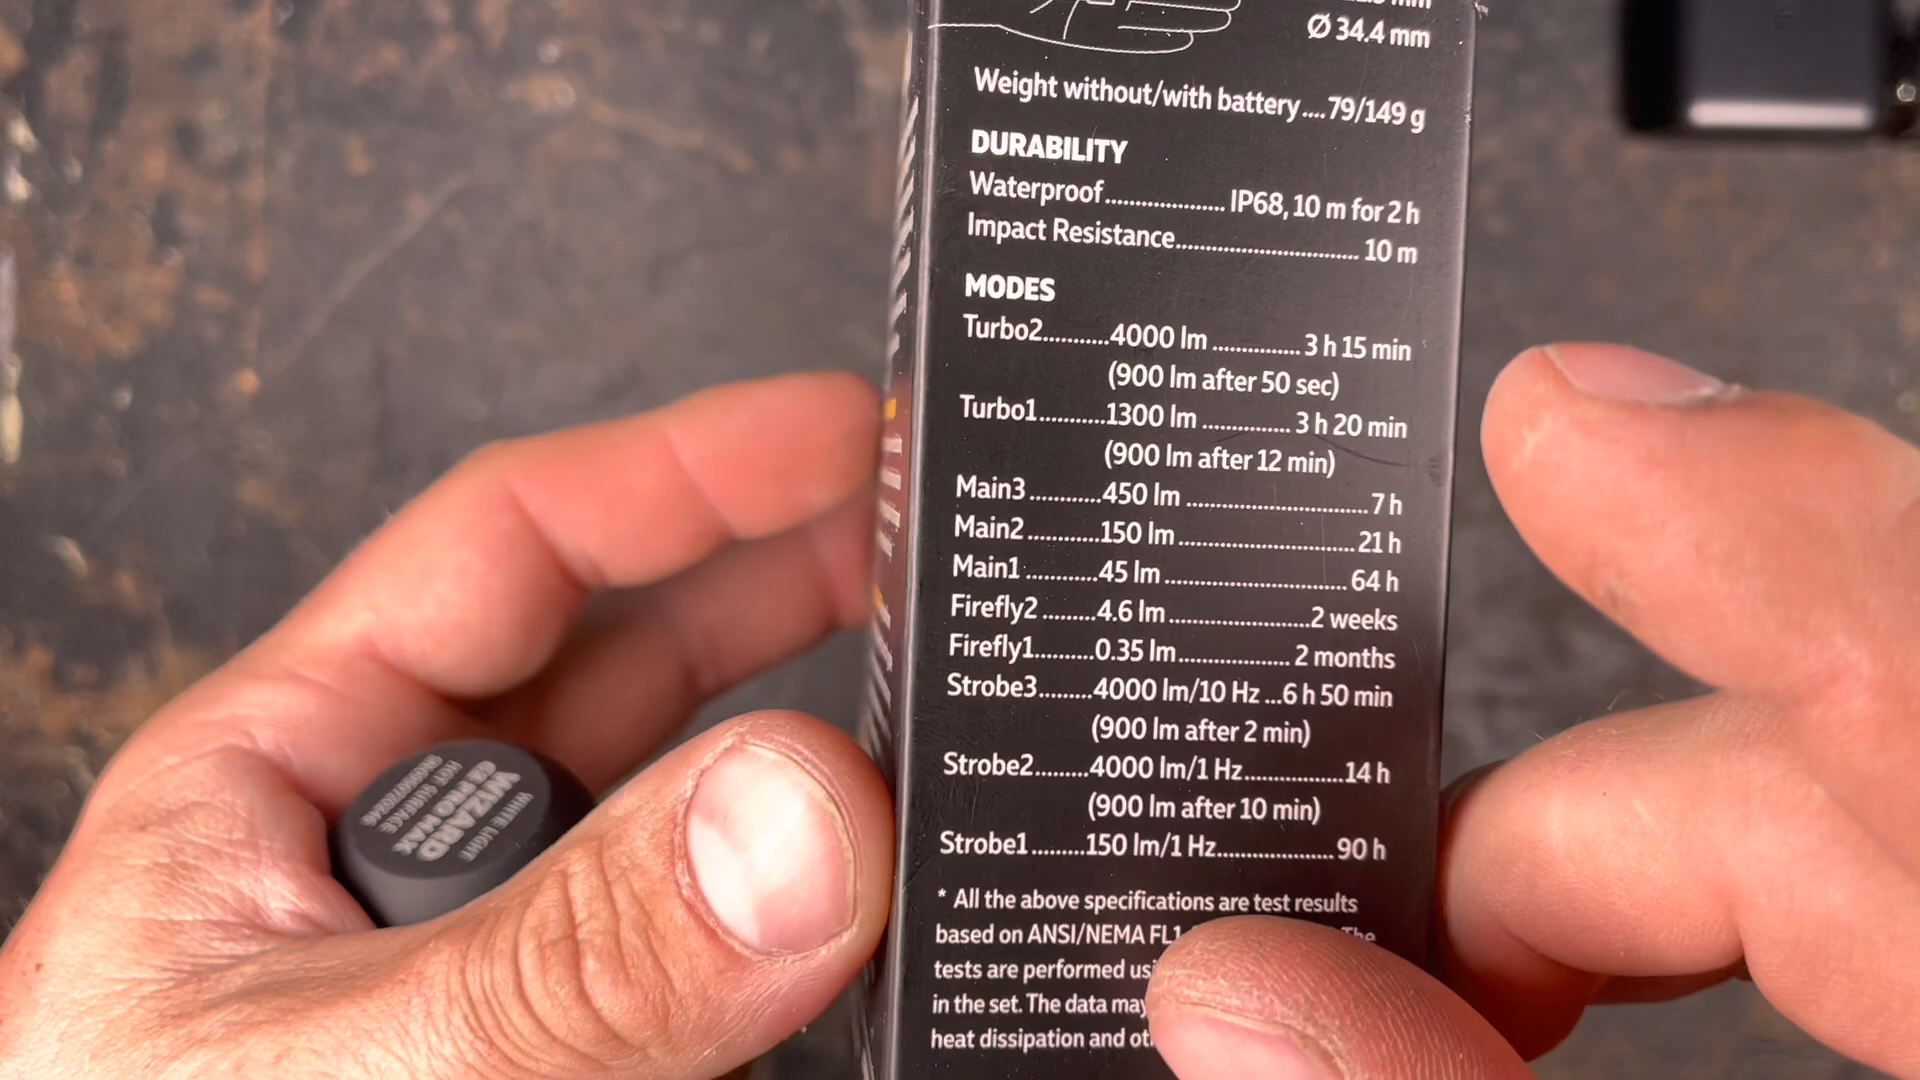 Ø 34.4 mm
Weight without/with battery....79/149 g
DURABILITY
Waterproof........................ IP68, 10 m for 2 h
Impact Resistance..................................... 10 m
MODES
Turbo2...........4000 lm ............... 3 h 15 min
(900 lm after 50 sec)
Turbo1...........1300 lm ............... 3 h 20 min
(900 lm after 12 min)
Main3............450 lm ...............................7 h
Main2............150 lm..............................21 h
Main1............45 lm............................... 64 h
Firefly2.........4.6 lm........................2 weeks
Firefly1..........0.35 lm................... 2 months
Strobe3.........4000 lm/10 Hz ...6 h 50 min
(900 lm after 2 min)
Strobe2.........4000 lm/1 Hz.................14 h
(900 lm after 10 min)
Strobe1.........150 lm/1 Hz....................90 h
* All the above specifications are test results
based on ANSI/NEMA FL1 The
tests are performed
in the set. The data may
heat dissipation and
WHITE LIGHT
WIZARD
C2 PRO MAX
HOT SURFACE